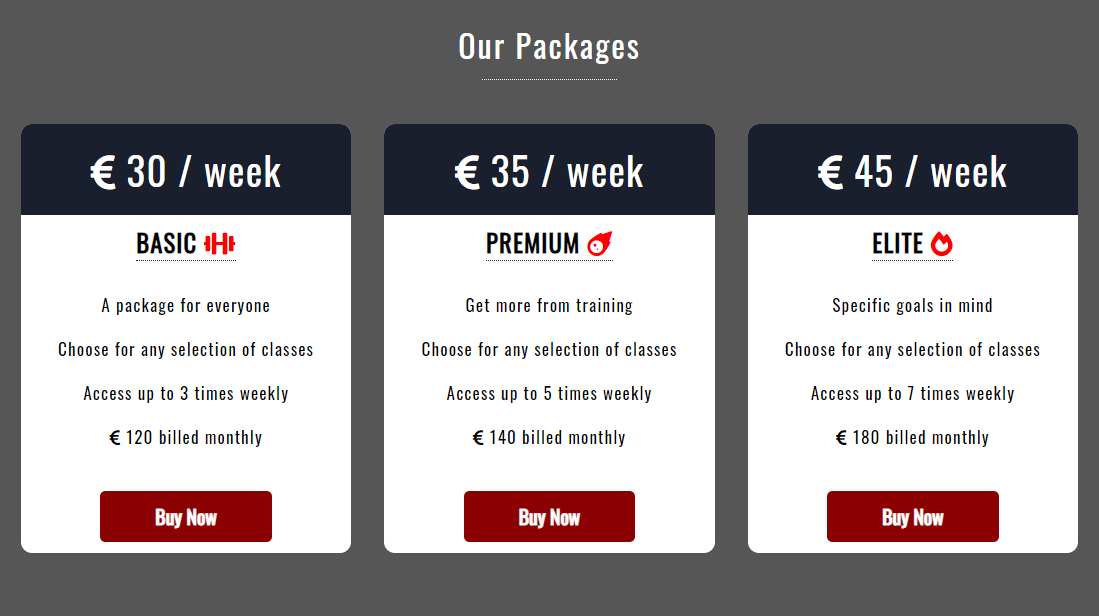 Our Packages
€ 30 / week
BASIC
A package for everyone
Choose for any selection of classes
Access up to 3 times weekly
€ 120 billed monthly
Buy Now
€ 35 / week
PREMIUM
Get more from training
Choose for any selection of classes
Access up to 5 times weekly
€ 140 billed monthly
Buy Now
€ 45 / week
ELITE
Specific goals in mind
Choose for any selection of classes
Access up to 7 times weekly
€ 180 billed monthly
Buy Now